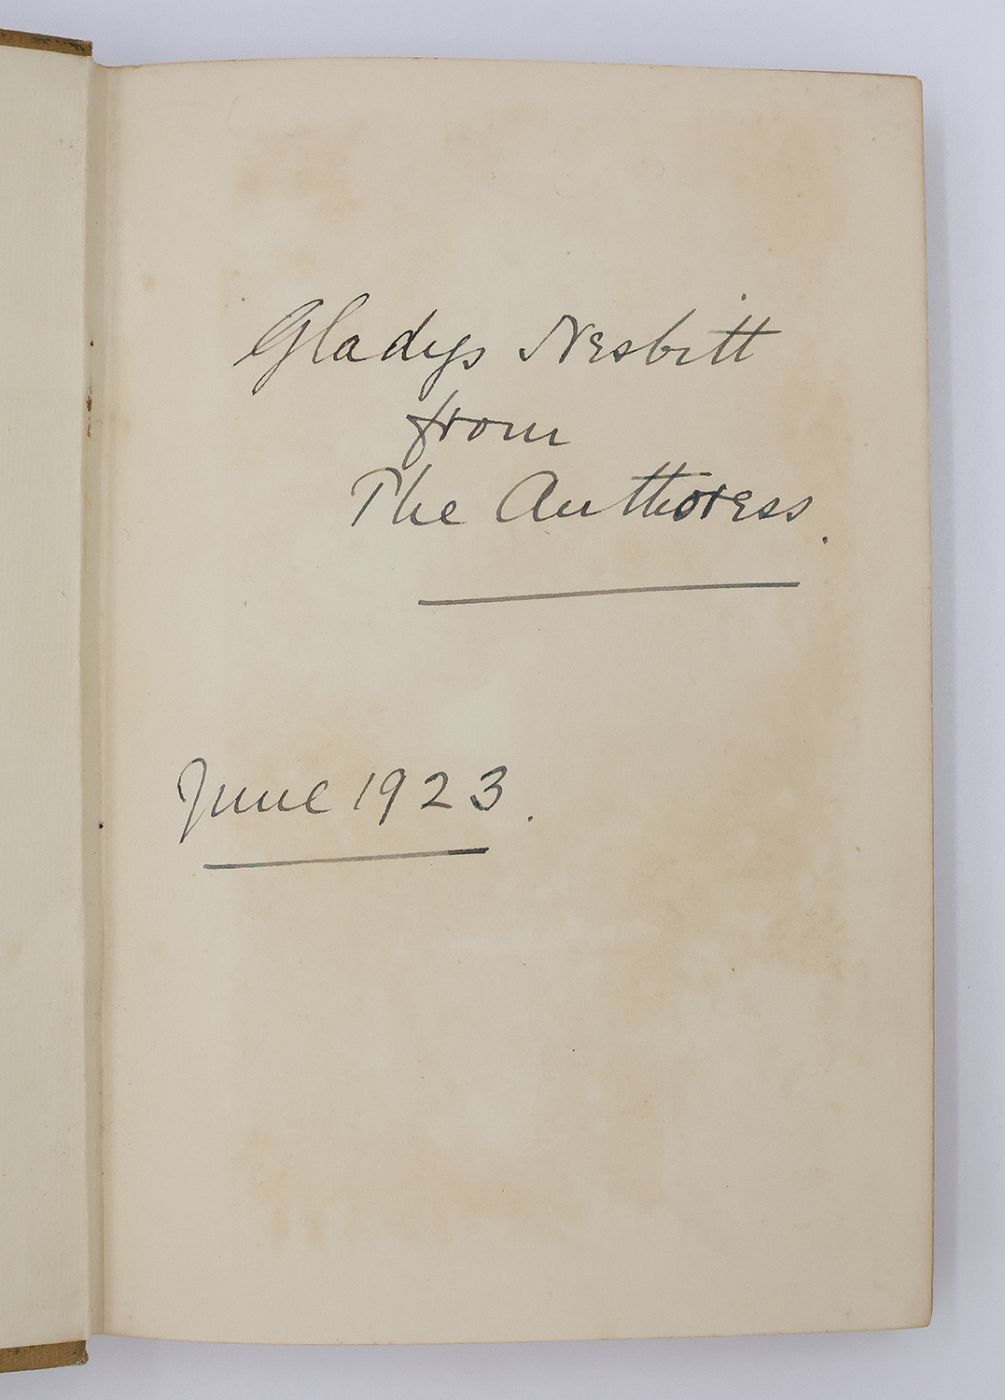 Gladys Nesbitt
from
The Authoress.
June 1923.